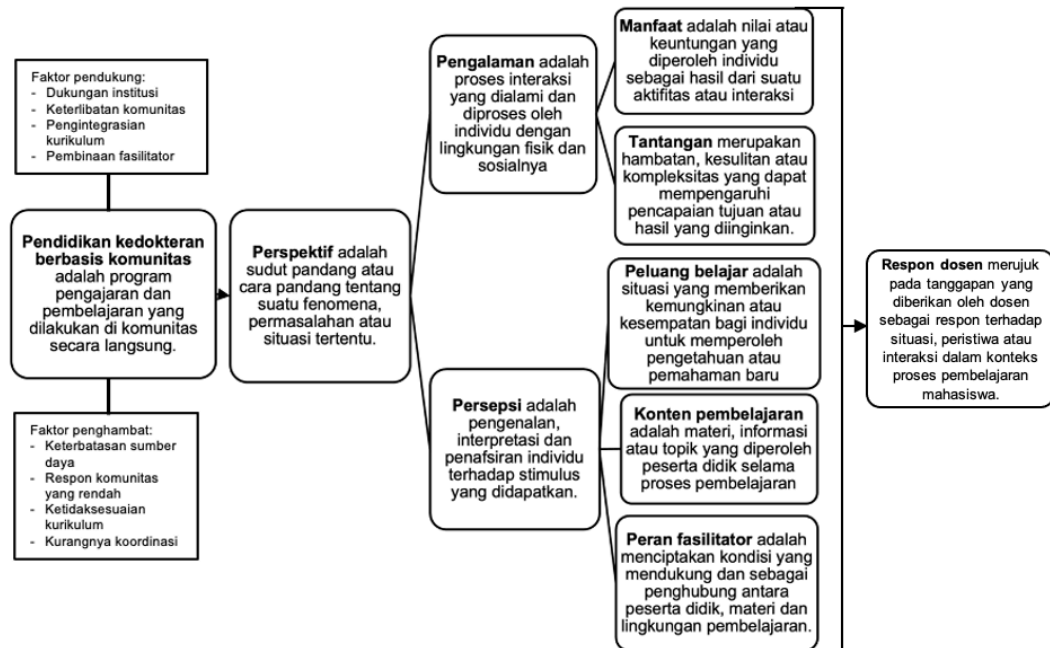 Faktor pendukung:
- Dukungan institusi
- Keterlibatan komunitas
- Pengintegrasian
kurikulum
- Pembinaan fasilitator
Pendidikan kedokteran
berbasis komunitas
adalah program
pengajaran dan
pembelajaran yang
dilakukan di komunitas
secara langsung.
Faktor penghambat:
- Keterbatasan sumber
daya
- Respon komunitas
yang rendah
- Ketidaksesuaian
kurikulum
- Kurangnya koordinasi
Perspektif adalah
sudut pandang atau
cara pandang tentang
suatu fenomena,
permasalahan atau
situasi tertentu.
Pengalaman adalah
proses interaksi
yang dialami dan
diproses oleh
individu dengan
lingkungan fisik dan
sosialnya
Persepsi adalah
pengenalan,
interpretasi dan
penafsiran individu
terhadap stimulus
yang didapatkan.
Manfaat adalah nilai atau
keuntungan yang
diperoleh individu
sebagai hasil dari suatu
aktifitas atau interaksi
Tantangan merupakan
hambatan, kesulitan atau
kompleksitas yang dapat
mempengaruhi
pencapaian tujuan atau
hasil yang diinginkan.
Peluang belajar adalah
situasi yang memberikan
kemungkinan atau
kesempatan bagi individu
untuk memperoleh
pengetahuan atau
pemahaman baru
Konten pembelajaran
adalah materi, informasi
atau topik yang diperoleh
peserta didik selama
proses pembelajaran
Peran fasilitator adalah
menciptakan kondisi yang
mendukung dan sebagai
penghubung antara
peserta didik, materi dan
lingkungan pembelajaran.
Respon dosen merujuk
pada tanggapan yang
diberikan oleh dosen
sebagai respon terhadap
situasi, peristiwa atau
interaksi dalam konteks
proses pembelajaran
mahasiswa.